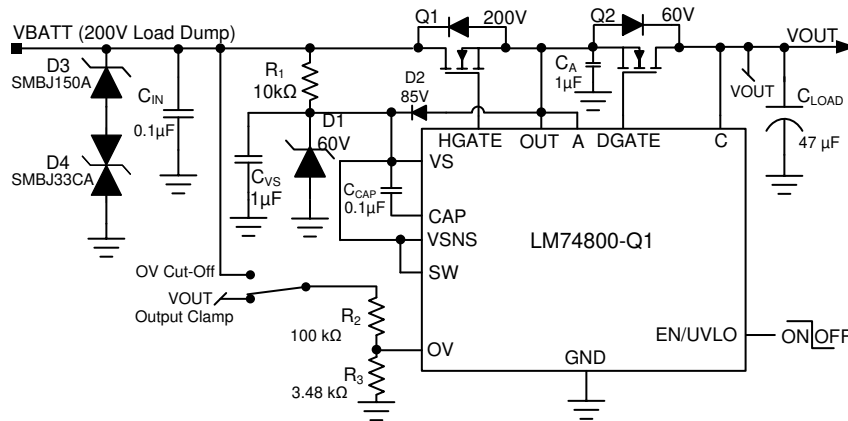 Q1
200V
Q2
60V
VBATT (200V Load Dump)
VOUT
D3
SMBJ150A
CIN
0.1µF
R1
10kΩ
D2
85V
CA
1µF
VOUT
CLOAD
47 µF
D1
60V
HGATE
OUT
A
DGATE
C
D4
SMBJ33CA
CVS
1µF
VS
CCAP
0.1µF
CAP
VSNS
SW
LM74800-Q1
OV Cut-Off
VOUT
Output Clamp
R2
100 kΩ
OV
R3
3.48 kΩ
GND
EN/UVLO
ON
OFF